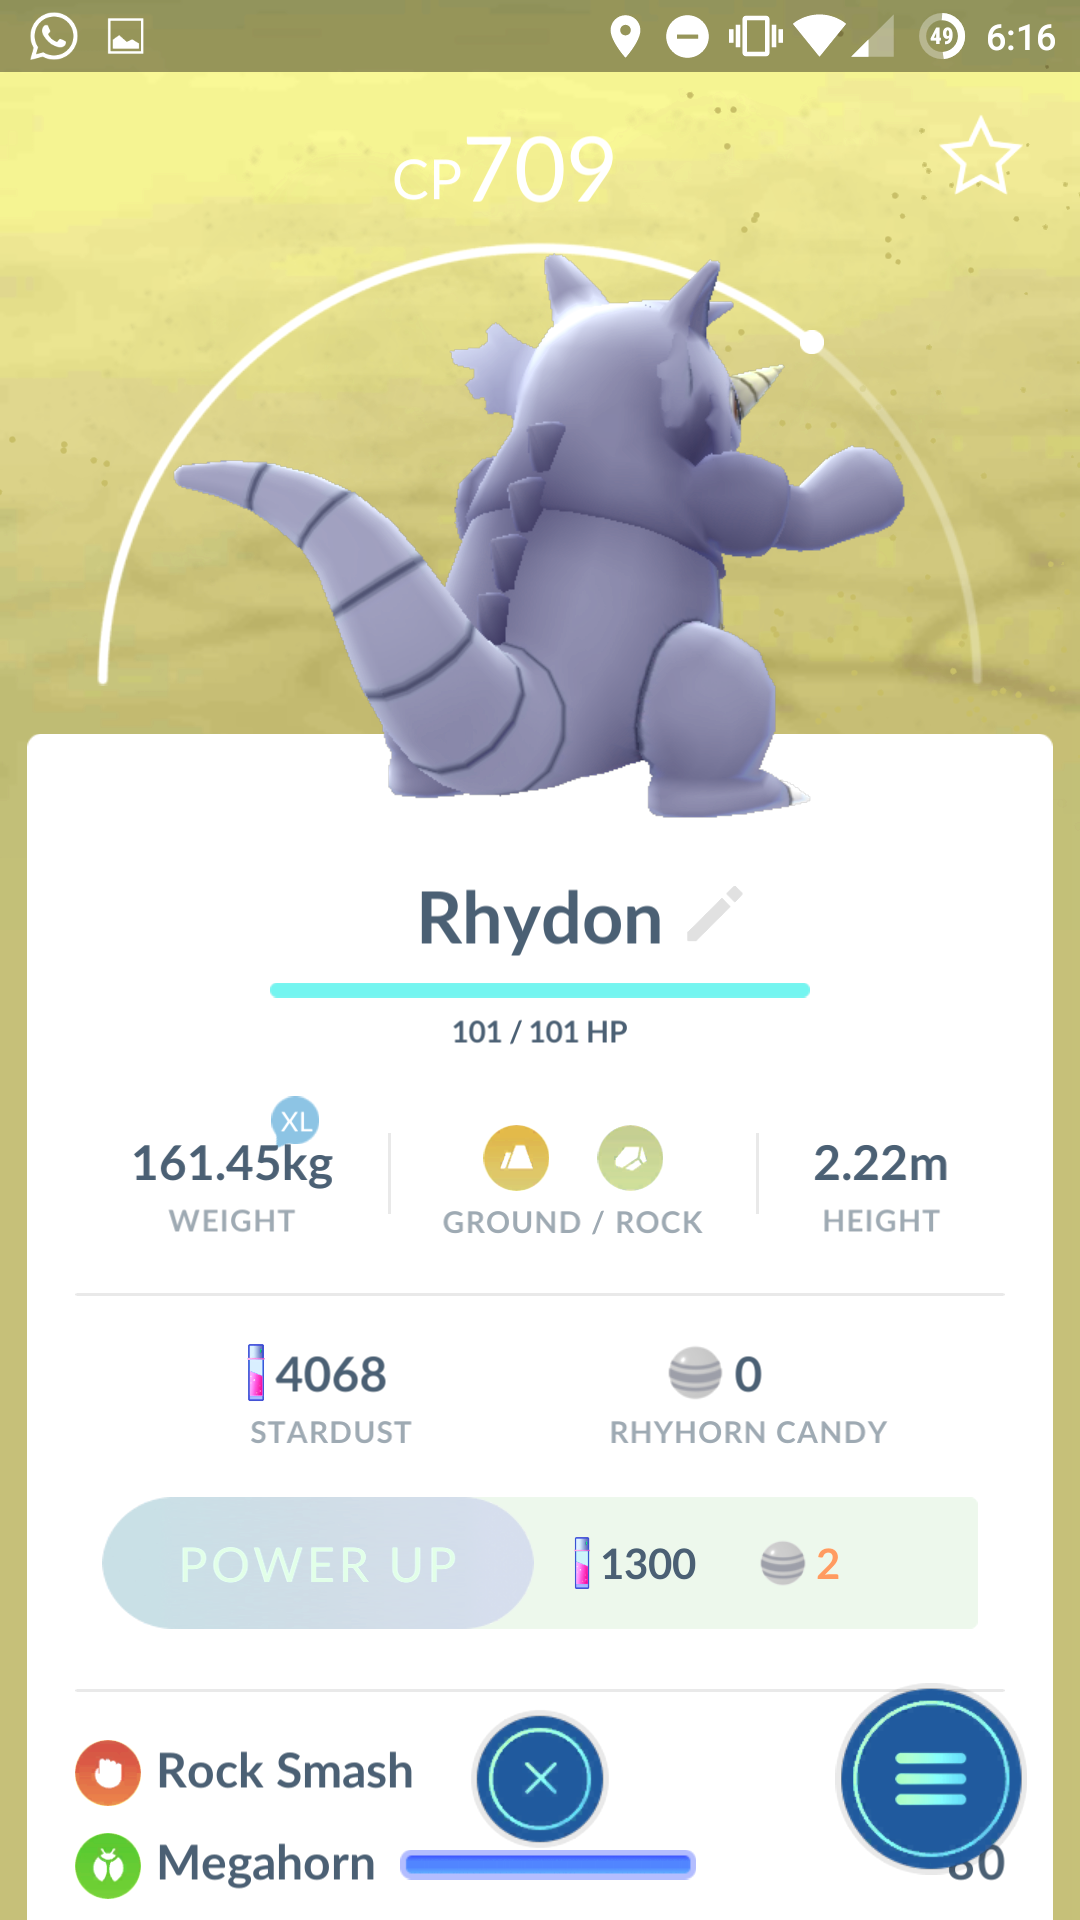 49 6:16
CP709
Rhydon
101 / 101 HP
XL
161.45kg
WEIGHT
GROUND / ROCK
2.22m
HEIGHT
4068
STARDUST
0
RHYHORN CANDY
POWER UP 1300 2
Rock Smash
Megahorn